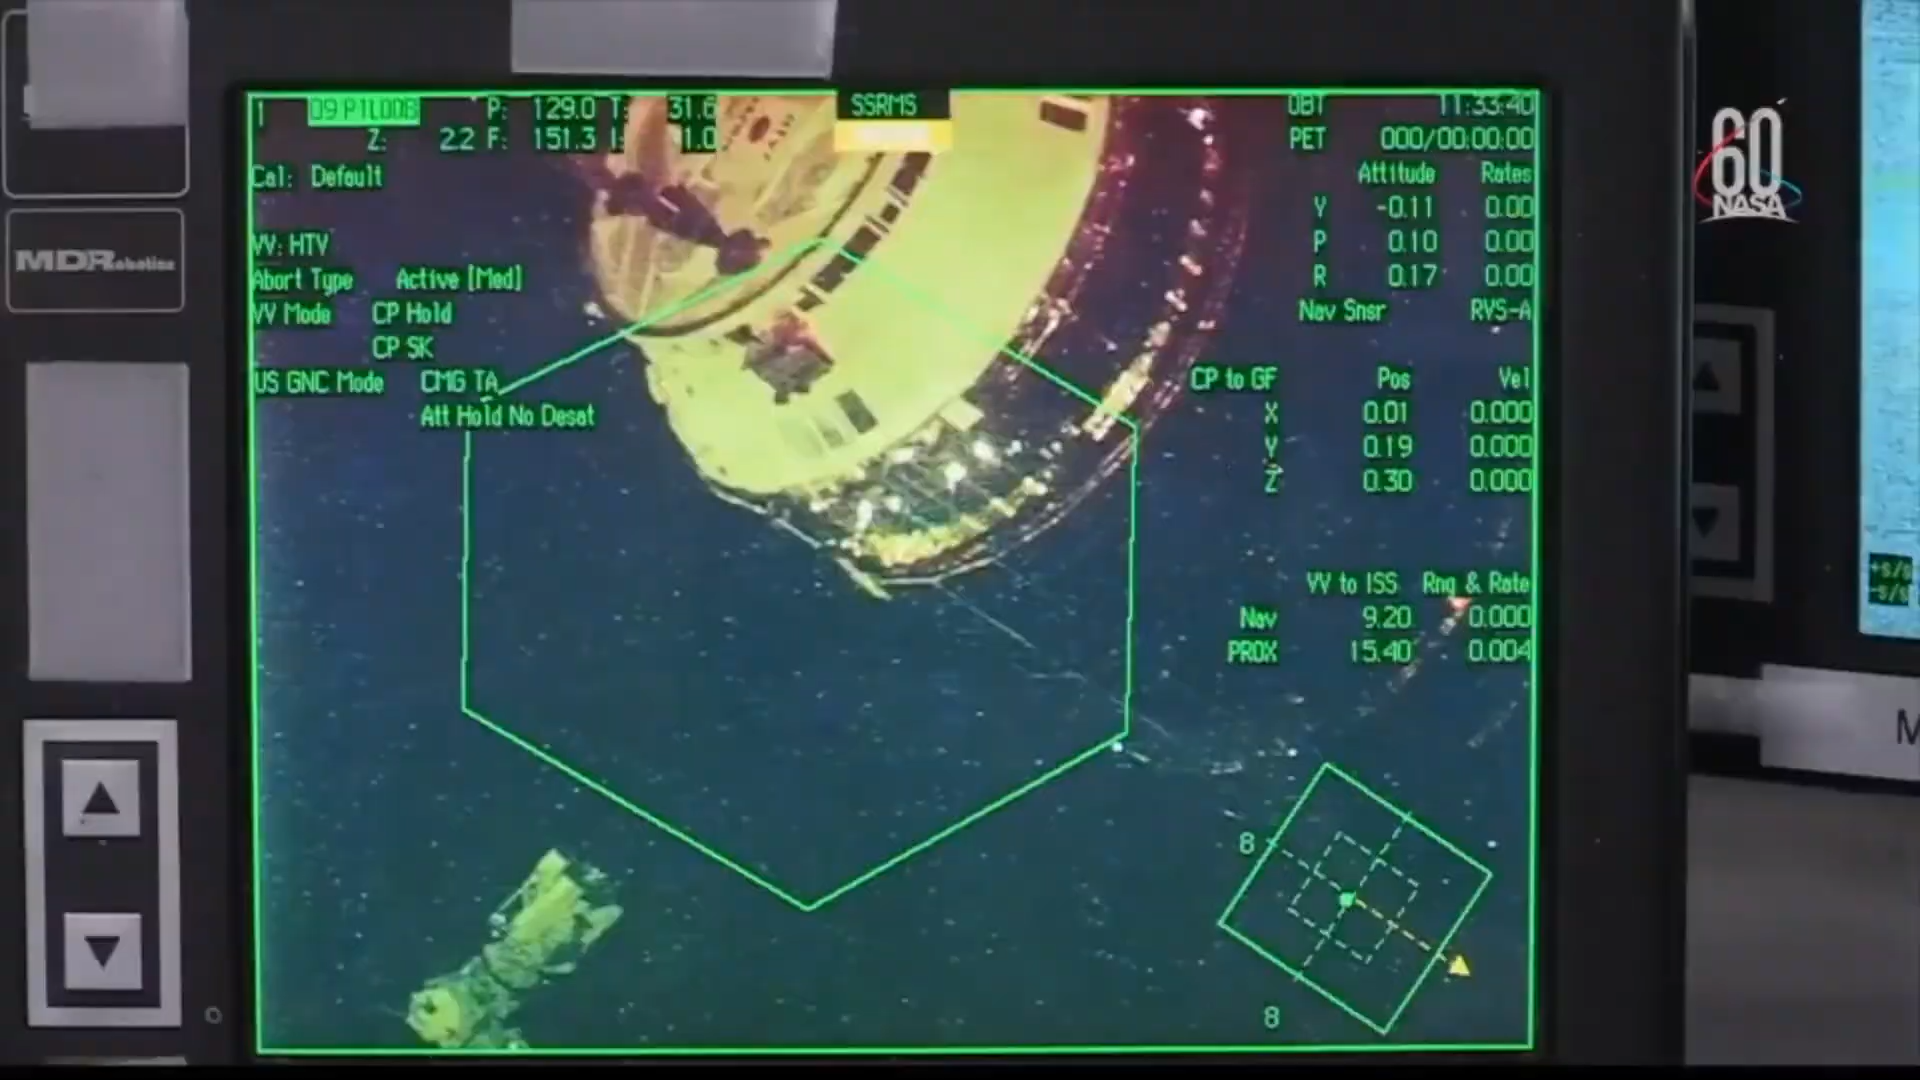 09 P1LOOB P: 129.0 T: 31.6
Z: 2.2 F: 151.3 I: 1.0
Cal: Default
VV: HTV
Abort Type Active [Med]
VV Mode CP Hold
CP SK
US GNC Mode CMG TA
Att Hold No Desat
SSRMS
JAXA
HTV
OBT 11:33:40
PET 000/00:00:00
Attitude Rates
Y -0.11 0.00
P 0.10 0.00
R 0.17 0.00
Nav Snsr RVS-A
CP to GF Pos Vel
X 0.01 0.000
Y 0.19 0.000
Z 0.30 0.000
VV to ISS Rng & Rate
Nav 9.20 0.000
PROX 15.40 0.004
8
8
MDRobotics
60
NASA
+s/s
-s/s
M